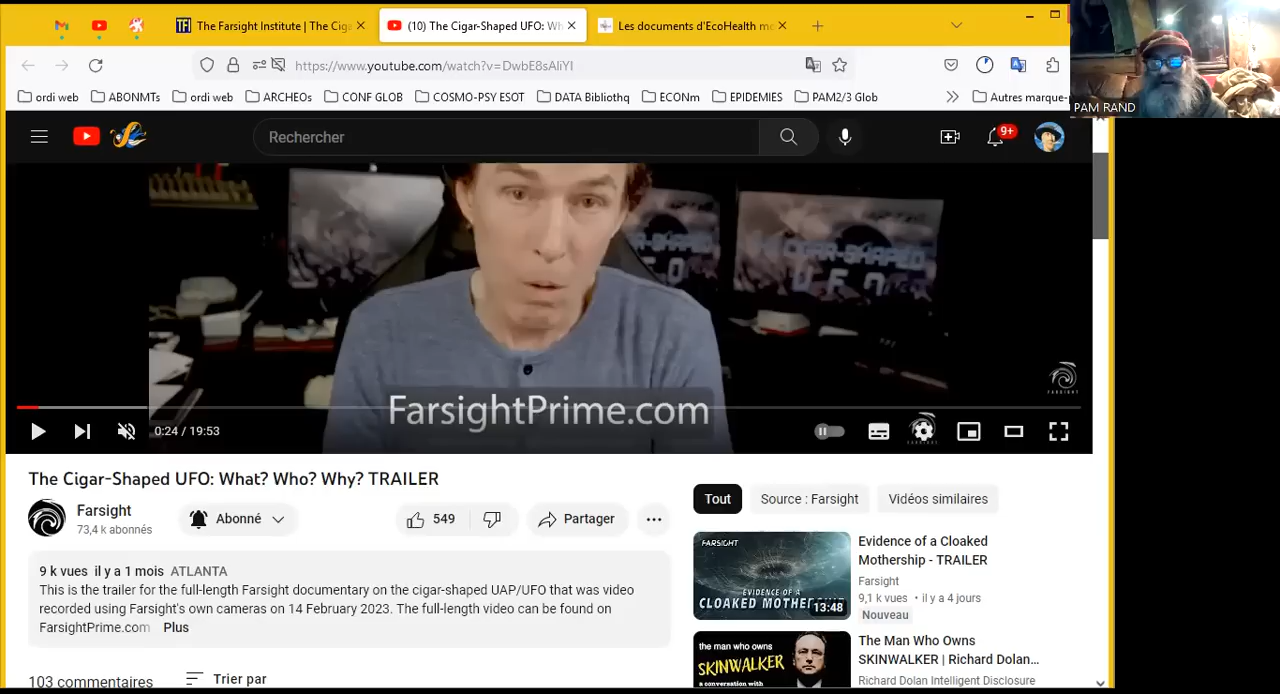 The Farsight Institute | The Ciga
(10) The Cigar-Shaped UFO: Wh
Les documents d'EcoHealth mo
https://www.youtube.com/watch?v=DwbE8sAliYI
ordi web
ABONMTs
ordi web
ARCHEOs
CONF GLOB
COSMO-PSY ESOT
DATA Bibliothq
ECONm
EPIDEMIES
PAM2/3 Glob
Autres marque-
PAM RAND
Rechercher
9+
CIGAR-SHAPED
UFO
FarsightPrime.com
FARSIGHT
0:24 / 19:53
The Cigar-Shaped UFO: What? Who? Why? TRAILER
Farsight
73,4 k abonnés
Abonné
549
Partager
9 k vues il y a 1 mois ATLANTA
This is the trailer for the full-length Farsight documentary on the cigar-shaped UAP/UFO that was video
recorded using Farsight's own cameras on 14 February 2023. The full-length video can be found on
FarsightPrime.com Plus
103 commentaires
Trier par
Tout
Source : Farsight
Vidéos similaires
FARSIGHT
EVIDENCE OF A
CLOAKED MOTHER
13:48
Evidence of a Cloaked
Mothership - TRAILER
Farsight
9,1 k vues • il y a 4 jours
Nouveau
the man who owns
SKINWALKER
a conversation with
The Man Who Owns
SKINWALKER | Richard Dolan...
Richard Dolan Intelligent Disclosure